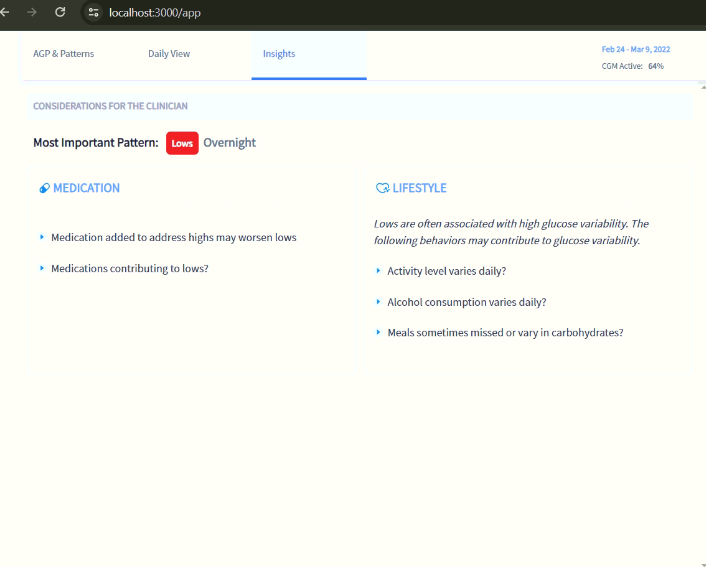 localhost:3000/app
AGP & Patterns Daily View Insights
Feb 24 - Mar 9, 2022
CGM Active: 64%
CONSIDERATIONS FOR THE CLINICIAN
Most Important Pattern: Lows Overnight
MEDICATION
Medication added to address highs may worsen lows
Medications contributing to lows?
LIFESTYLE
Lows are often associated with high glucose variability. The
following behaviors may contribute to glucose variability.
Activity level varies daily?
Alcohol consumption varies daily?
Meals sometimes missed or vary in carbohydrates?